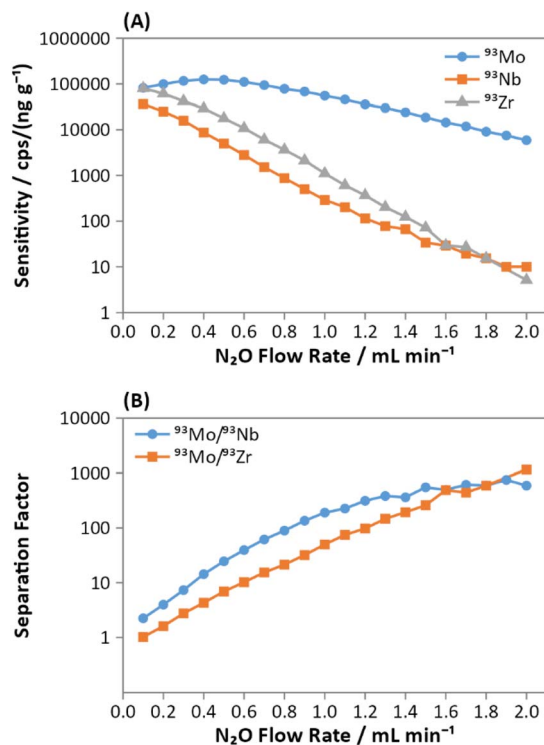 (A)
1000000
100000
10000
1000
100
10
1
Sensitivity / cps/(ng g⁻¹)
⁹³Mo
⁹³Nb
⁹³Zr
0.0 0.2 0.4 0.6 0.8 1.0 1.2 1.4 1.6 1.8 2.0
N₂O Flow Rate / mL min⁻¹
(B)
10000
1000
100
10
1
Separation Factor
⁹³Mo/⁹³Nb
⁹³Mo/⁹³Zr
0.0 0.2 0.4 0.6 0.8 1.0 1.2 1.4 1.6 1.8 2.0
N₂O Flow Rate / mL min⁻¹